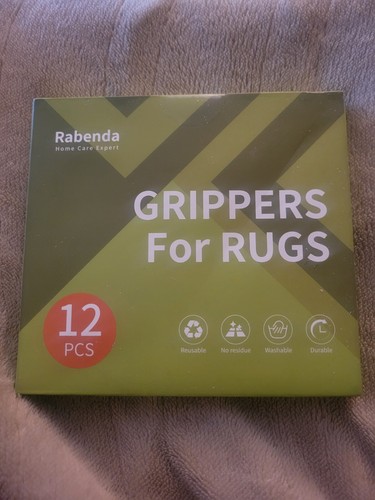 Rabenda
Home Care Expert
GRIPPERS
For RUGS
12
PCS
Reusable
No residue
Washable
Durable